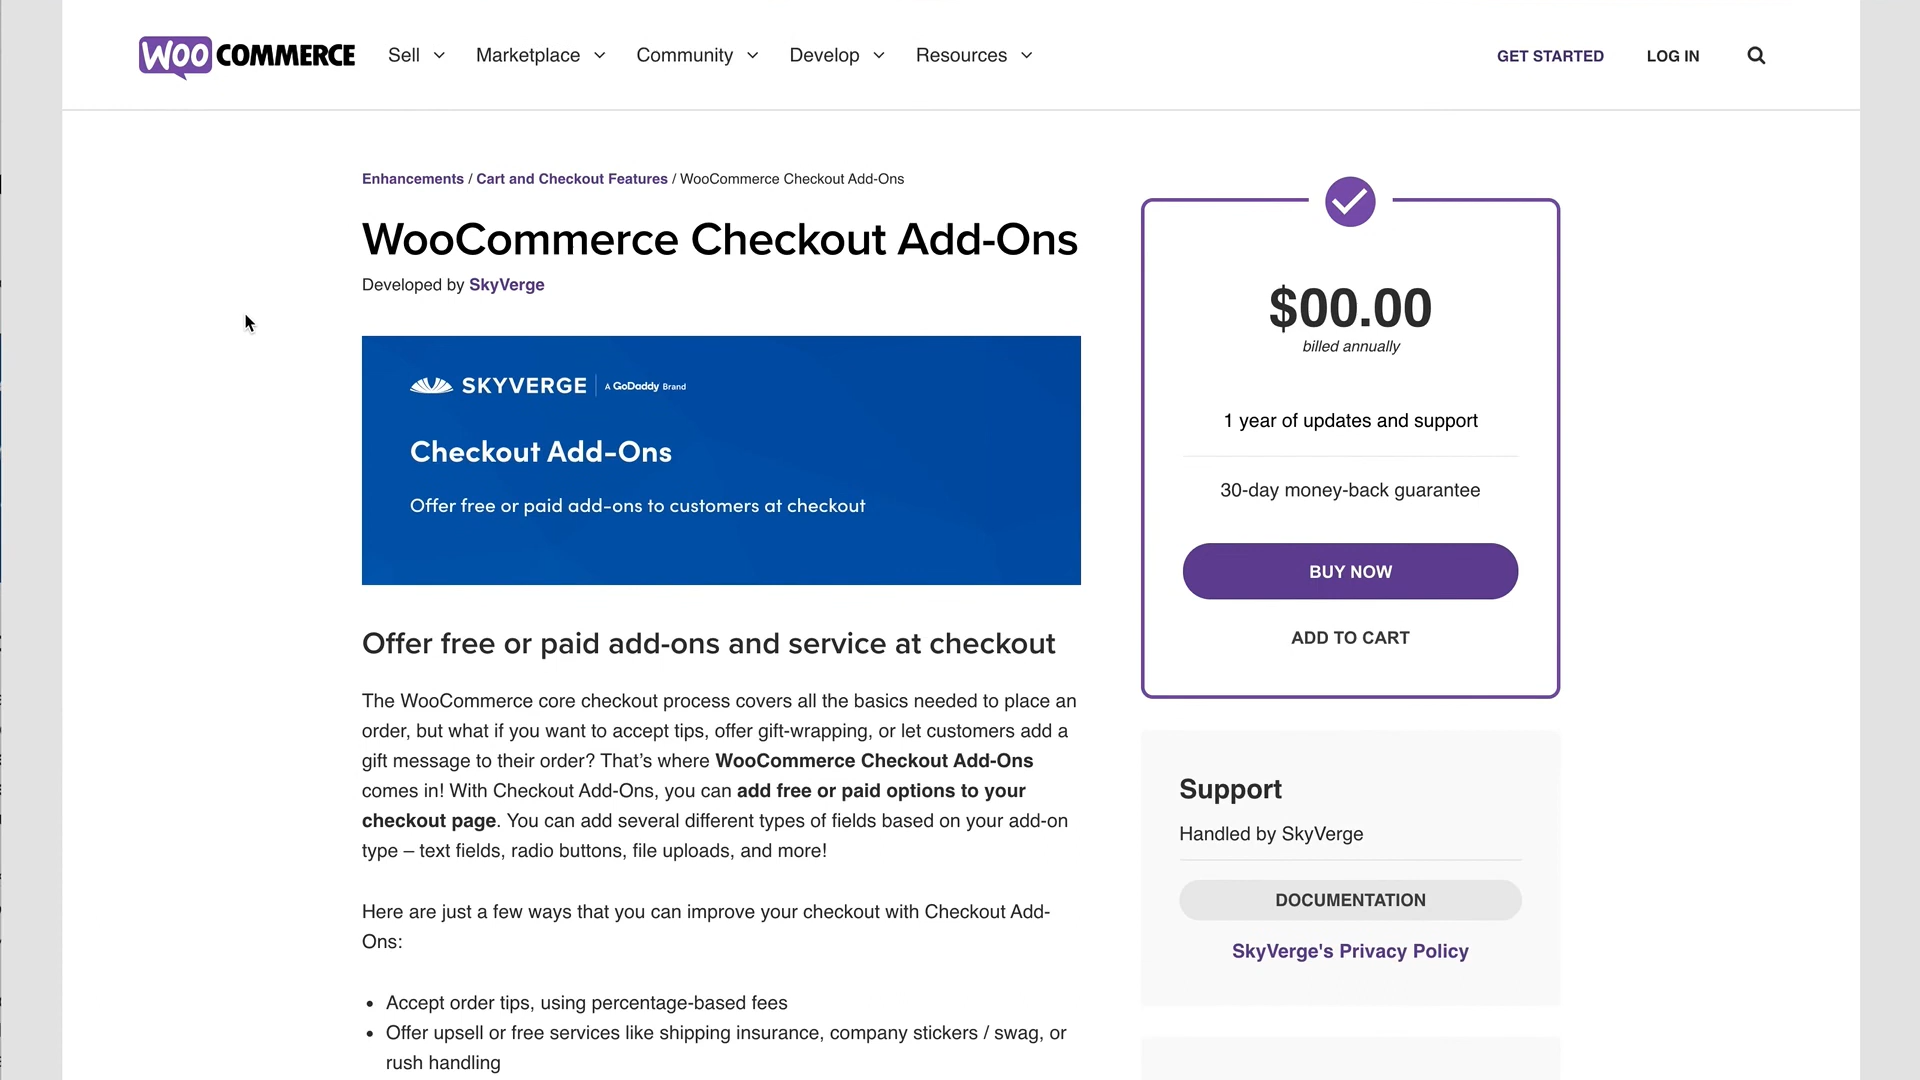 WOO COMMERCE Sell Marketplace Community Develop Resources GET STARTED LOG IN
Enhancements / Cart and Checkout Features / WooCommerce Checkout Add-Ons
WooCommerce Checkout Add-Ons
Developed by SkyVerge
SKYVERGE A GoDaddy Brand
Checkout Add-Ons
Offer free or paid add-ons to customers at checkout
Offer free or paid add-ons and service at checkout
The WooCommerce core checkout process covers all the basics needed to place an
order, but what if you want to accept tips, offer gift-wrapping, or let customers add a
gift message to their order? That’s where WooCommerce Checkout Add-Ons
comes in! With Checkout Add-Ons, you can add free or paid options to your
checkout page. You can add several different types of fields based on your add-on
type – text fields, radio buttons, file uploads, and more!
Here are just a few ways that you can improve your checkout with Checkout Add-
Ons:
• Accept order tips, using percentage-based fees
• Offer upsell or free services like shipping insurance, company stickers / swag, or
rush handling
$00.00
billed annually
1 year of updates and support
30-day money-back guarantee
BUY NOW
ADD TO CART
Support
Handled by SkyVerge
DOCUMENTATION
SkyVerge's Privacy Policy